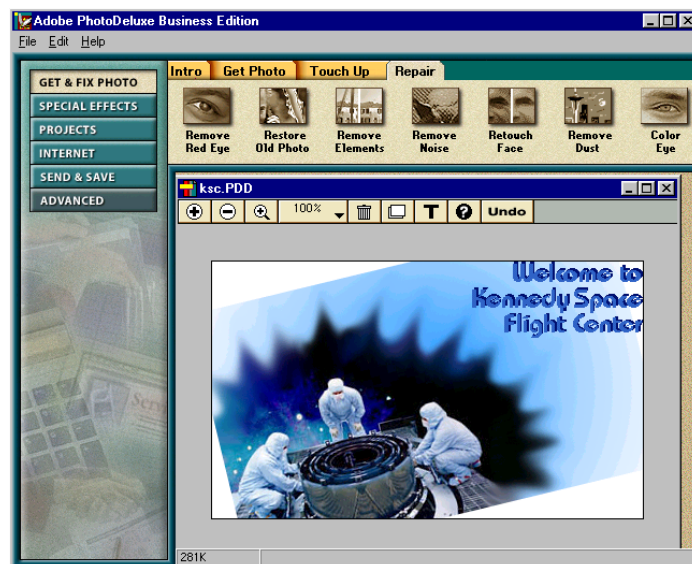 Adobe PhotoDeluxe Business Edition
File Edit Help
GET & FIX PHOTO
SPECIAL EFFECTS
PROJECTS
INTERNET
SEND & SAVE
ADVANCED
Intro Get Photo Touch Up Repair
Remove Red Eye
Restore Old Photo
Remove Elements
Remove Noise
Retouch Face
Remove Dust
Color Eye
ksc.PDD
100% T ? Undo
Welcome to
Kennedy Space
Flight Center
281K